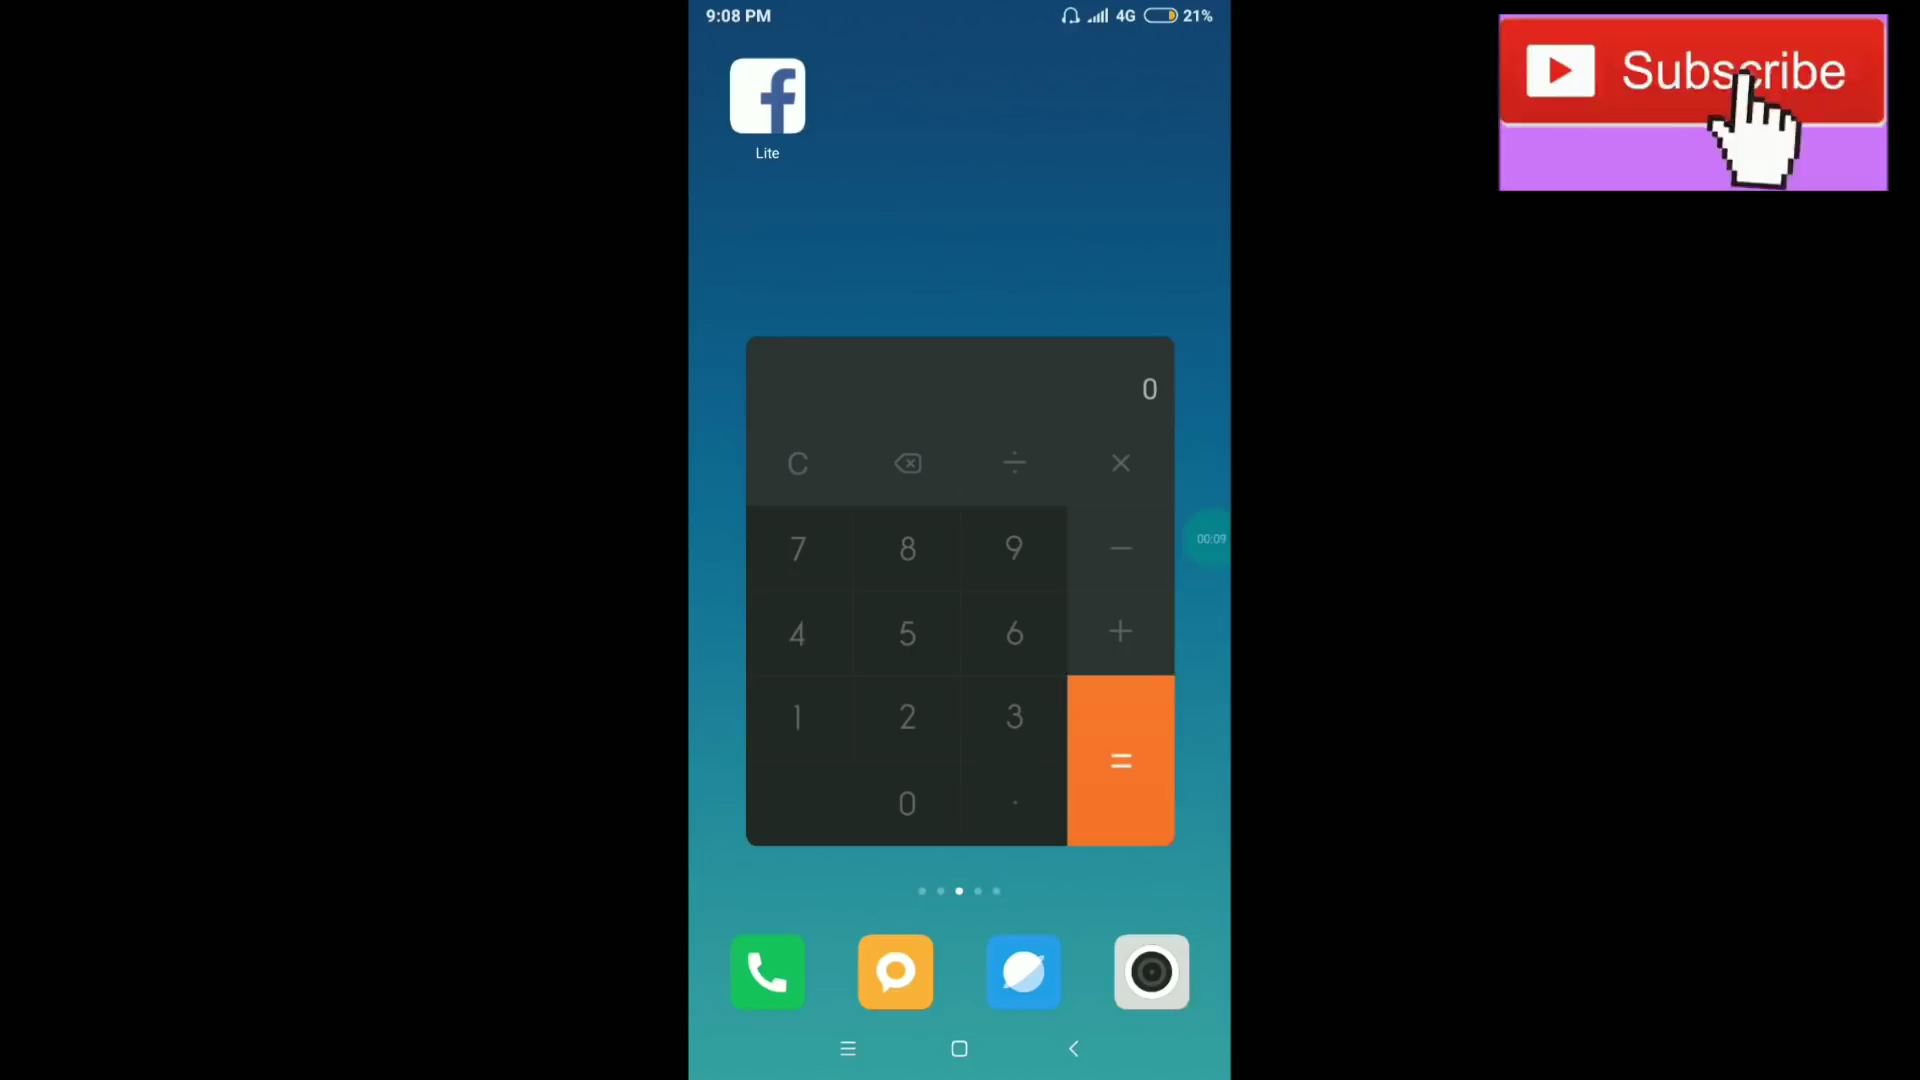 9:08 PM
4G 21%
Subscribe
f
Lite
0
C ÷ ×
7 8 9 −
00:09
4 5 6 +
1 2 3
=
0 .